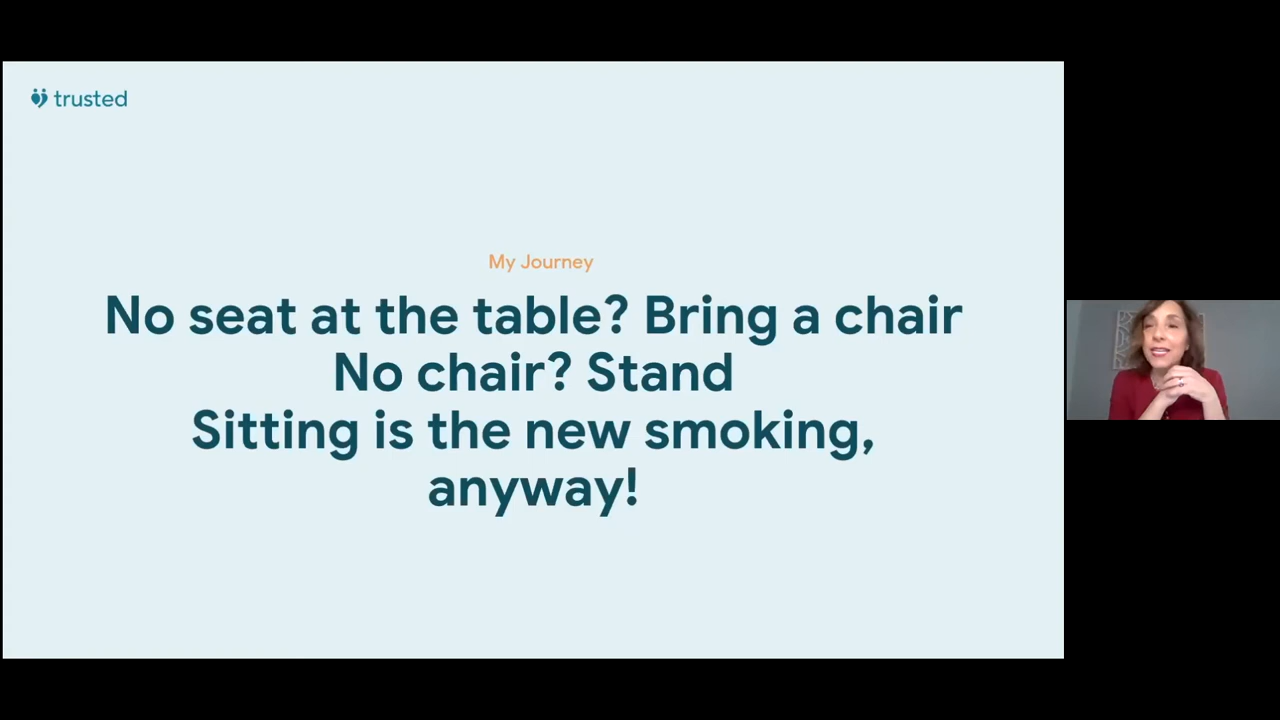 trusted
My Journey
No seat at the table? Bring a chair
No chair? Stand
Sitting is the new smoking,
anyway!